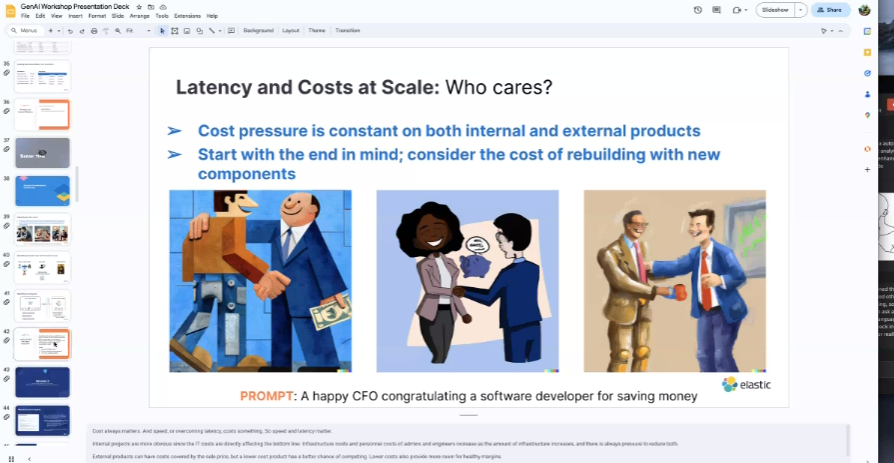 GenAI Workshop Presentation Deck
File Edit View Insert Format Slide Arrange Tools Extensions Help
Slideshow
Share
Menus
Fit
Background Layout Theme Transition
35
36
37
38
39
40
41
42
43
44
Latency and Costs at Scale: Who cares?
➢ Cost pressure is constant on both internal and external products
➢ Start with the end in mind; consider the cost of rebuilding with new
components
elastic
PROMPT: A happy CFO congratulating a software developer for saving money
Cost always matters. And speed, or overcoming latency, costs something. So speed and latency matter.
Internal projects are more obvious since the IT costs are directly affecting the bottom line. Infrastructure costs and personnel costs of admins and engineers increase as the amount of infrastructure increases, and there is always pressure to reduce both.
External products can have costs covered by the sale price, but a lower cost product has a better chance of competing. Lower costs also provide more room for healthy margins.